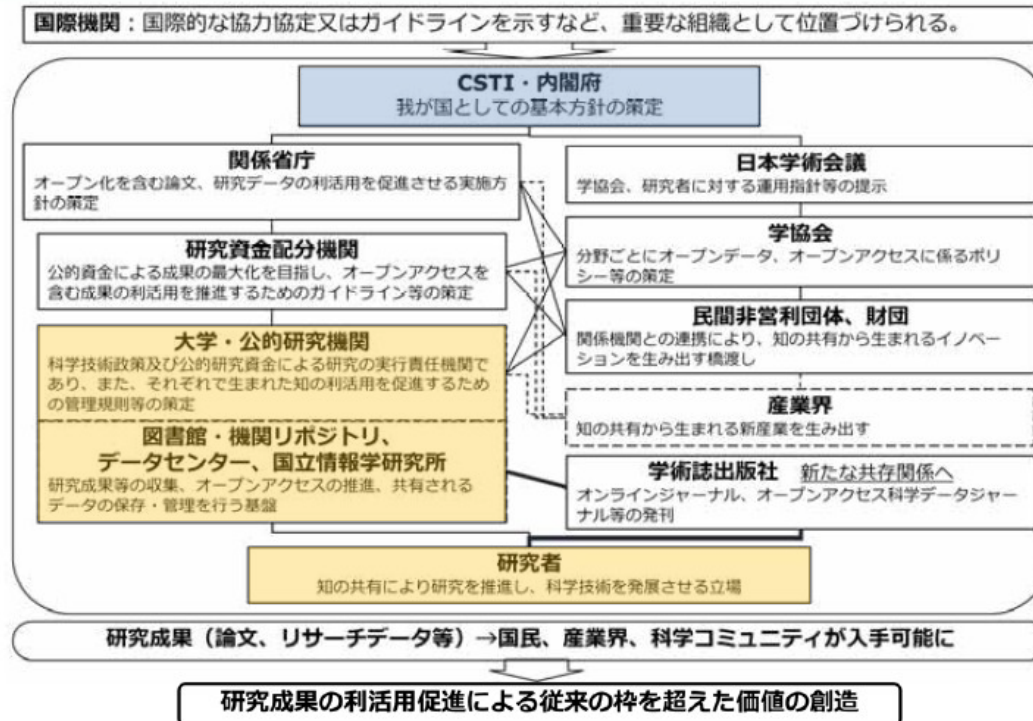 国際機関：国際的な協力協定又はガイドラインを示すなど、重要な組織として位置づけられる。
CSTI・内閣府
我が国としての基本方針の策定
関係省庁
オープン化を含む論文、研究データの利活用を促進させる実施方
針の策定
研究資金配分機関
公的資金による成果の最大化を目指し、オープンアクセスを
含む成果の利活用を推進するためのガイドライン等の策定
大学・公的研究機関
科学技術政策及び公的研究資金による研究の実行責任機関で
あり、また、それぞれで生まれた知の利活用を促進するため
の管理規則等の策定
図書館・機関リポジトリ、
データセンター、国立情報学研究所
研究成果等の収集、オープンアクセスの推進、共有される
データの保存・管理を行う基盤
日本学術会議
学協会、研究者に対する運用指針等の提示
学協会
分野ごとにオープンデータ、オープンアクセスに係るポリ
シー等の策定
民間非営利団体、財団
関係機関との連携により、知の共有から生まれるイノベー
ションを生み出す橋渡し
産業界
知の共有から生まれる新産業を生み出す
学術誌出版社 新たな共存関係へ
オンラインジャーナル、オープンアクセス科学データジャー
ナル等の発刊
研究者
知の共有により研究を推進し、科学技術を発展させる立場
研究成果（論文、リサーチデータ等）→国民、産業界、科学コミュニティが入手可能に
研究成果の利活用促進による従来の枠を超えた価値の創造